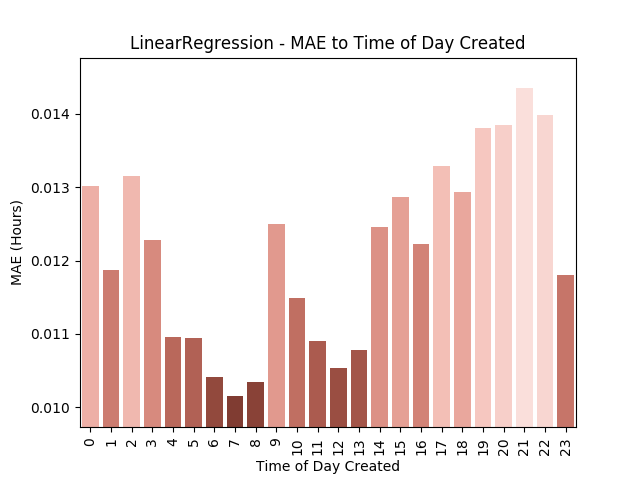 LinearRegression - MAE to Time of Day Created
MAE (Hours)
0.014
0.013
0.012
0.011
0.010
0 1 2 3 4 5 6 7 8 9 10 11 12 13 14 15 16 17 18 19 20 21 22 23
Time of Day Created